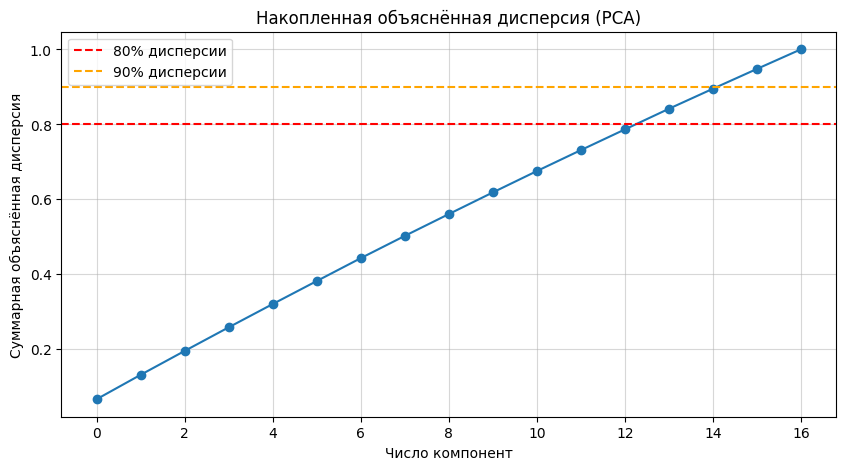 Накопленная объяснённая дисперсия (PCA)
80% дисперсии
90% дисперсии
Суммарная объяснённая дисперсия
1.0
0.8
0.6
0.4
0.2
0 2 4 6 8 10 12 14 16
Число компонент